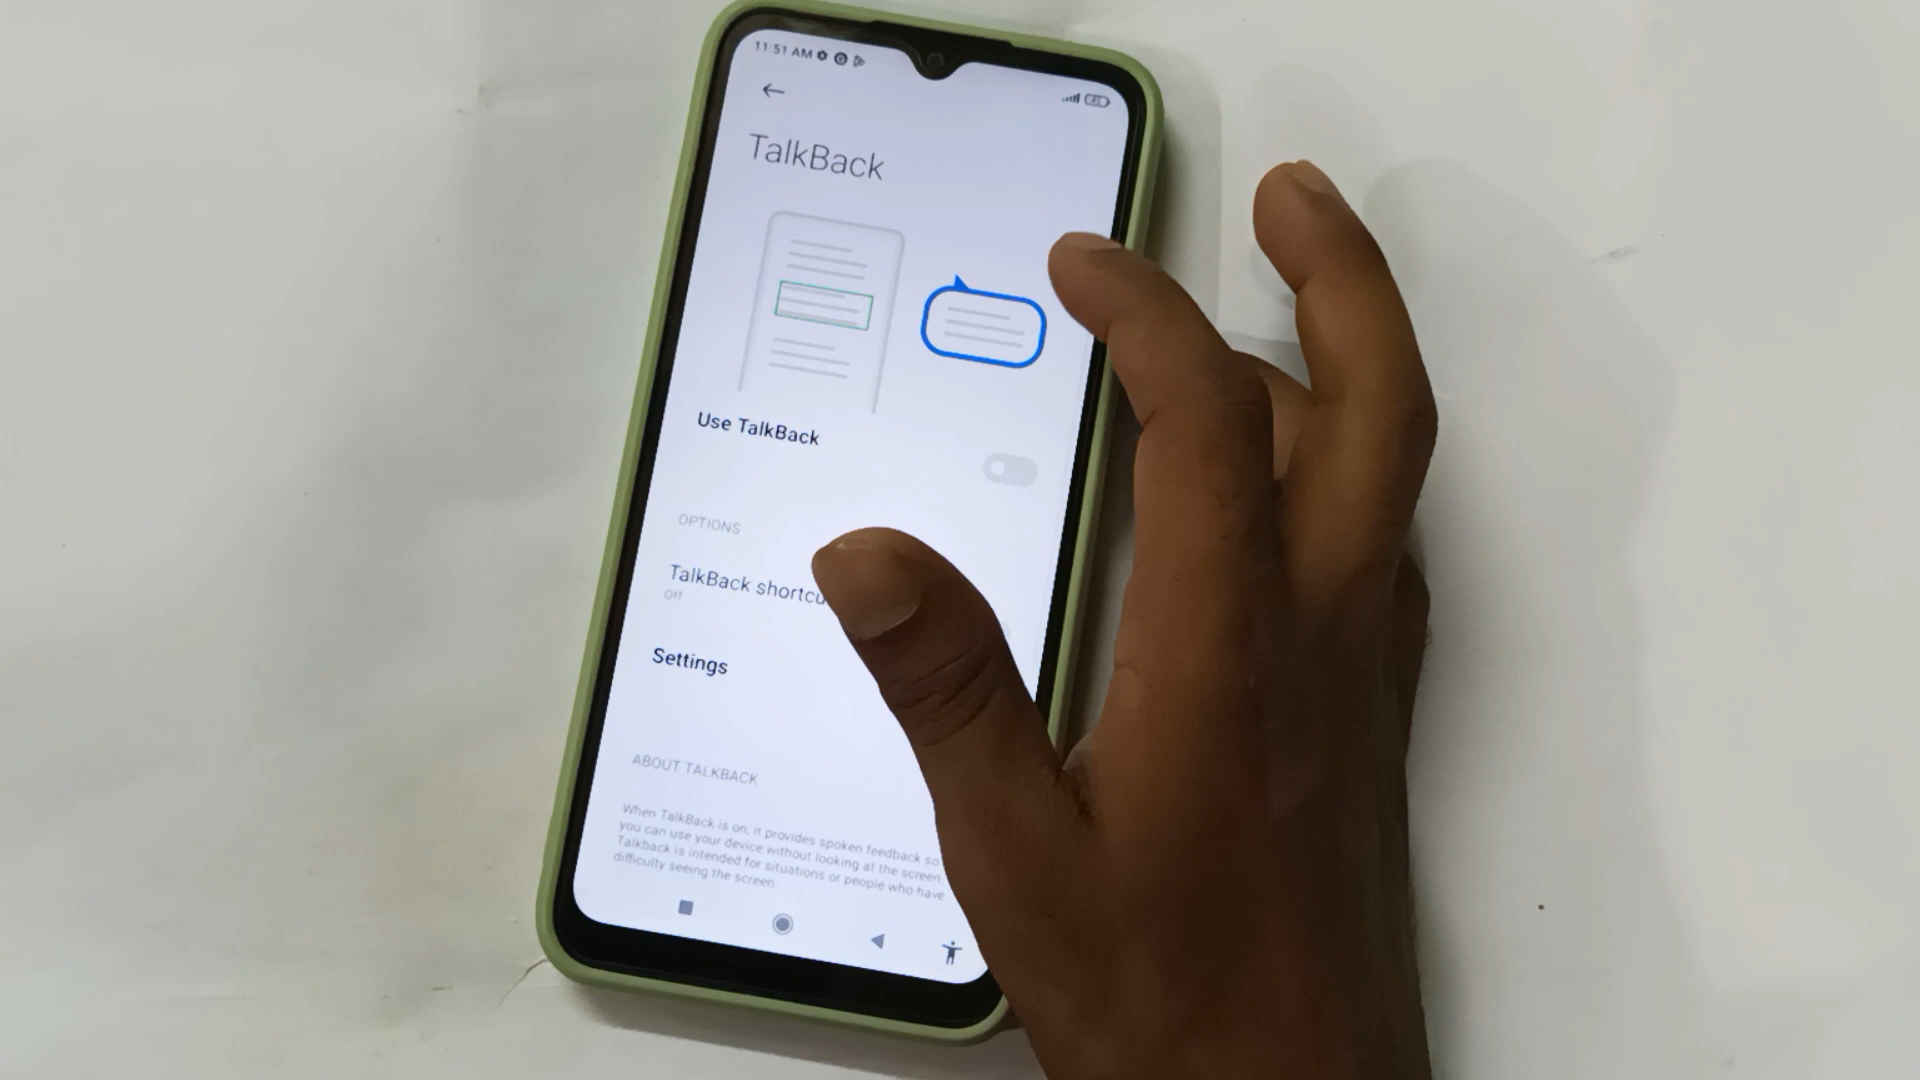 11:51 AM
TalkBack
Use TalkBack
OPTIONS
TalkBack shortcu
Off
Settings
ABOUT TALKBACK
When TalkBack is on, it provides spoken feedback so
you can use your device without looking at the screen.
Talkback is intended for situations or people who have
difficulty seeing the screen.